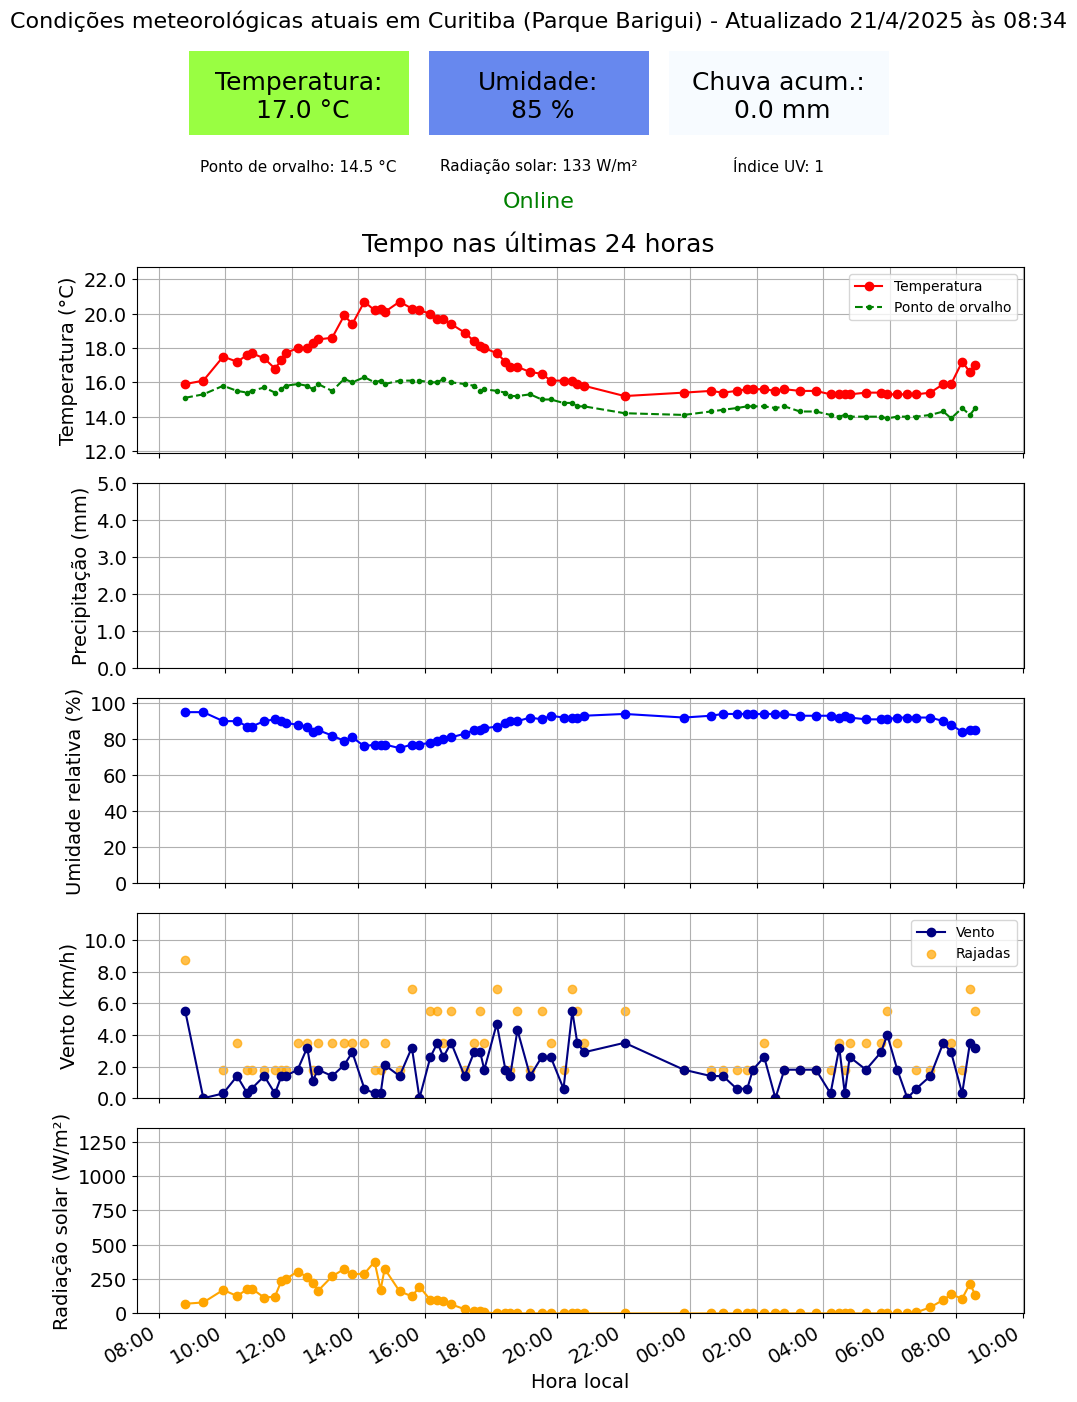 Condições meteorológicas atuais em Curitiba (Parque Barigui) - Atualizado 21/4/2025 às 08:34
Temperatura:
17.0 °C
Umidade:
85 %
Chuva acum.:
0.0 mm
Ponto de orvalho: 14.5 °C
Radiação solar: 133 W/m²
Índice UV: 1
Online
Tempo nas últimas 24 horas
Temperatura (°C)
22.0
20.0
18.0
16.0
14.0
12.0
Temperatura
Ponto de orvalho
Precipitação (mm)
5.0
4.0
3.0
2.0
1.0
0.0
Umidade relativa (%)
100
80
60
40
20
0
Vento (km/h)
10.0
8.0
6.0
4.0
2.0
0.0
Vento
Rajadas
Radiação solar (W/m²)
1250
1000
750
500
250
0
08:00
10:00
12:00
14:00
16:00
18:00
20:00
22:00
00:00
02:00
04:00
06:00
08:00
10:00
Hora local